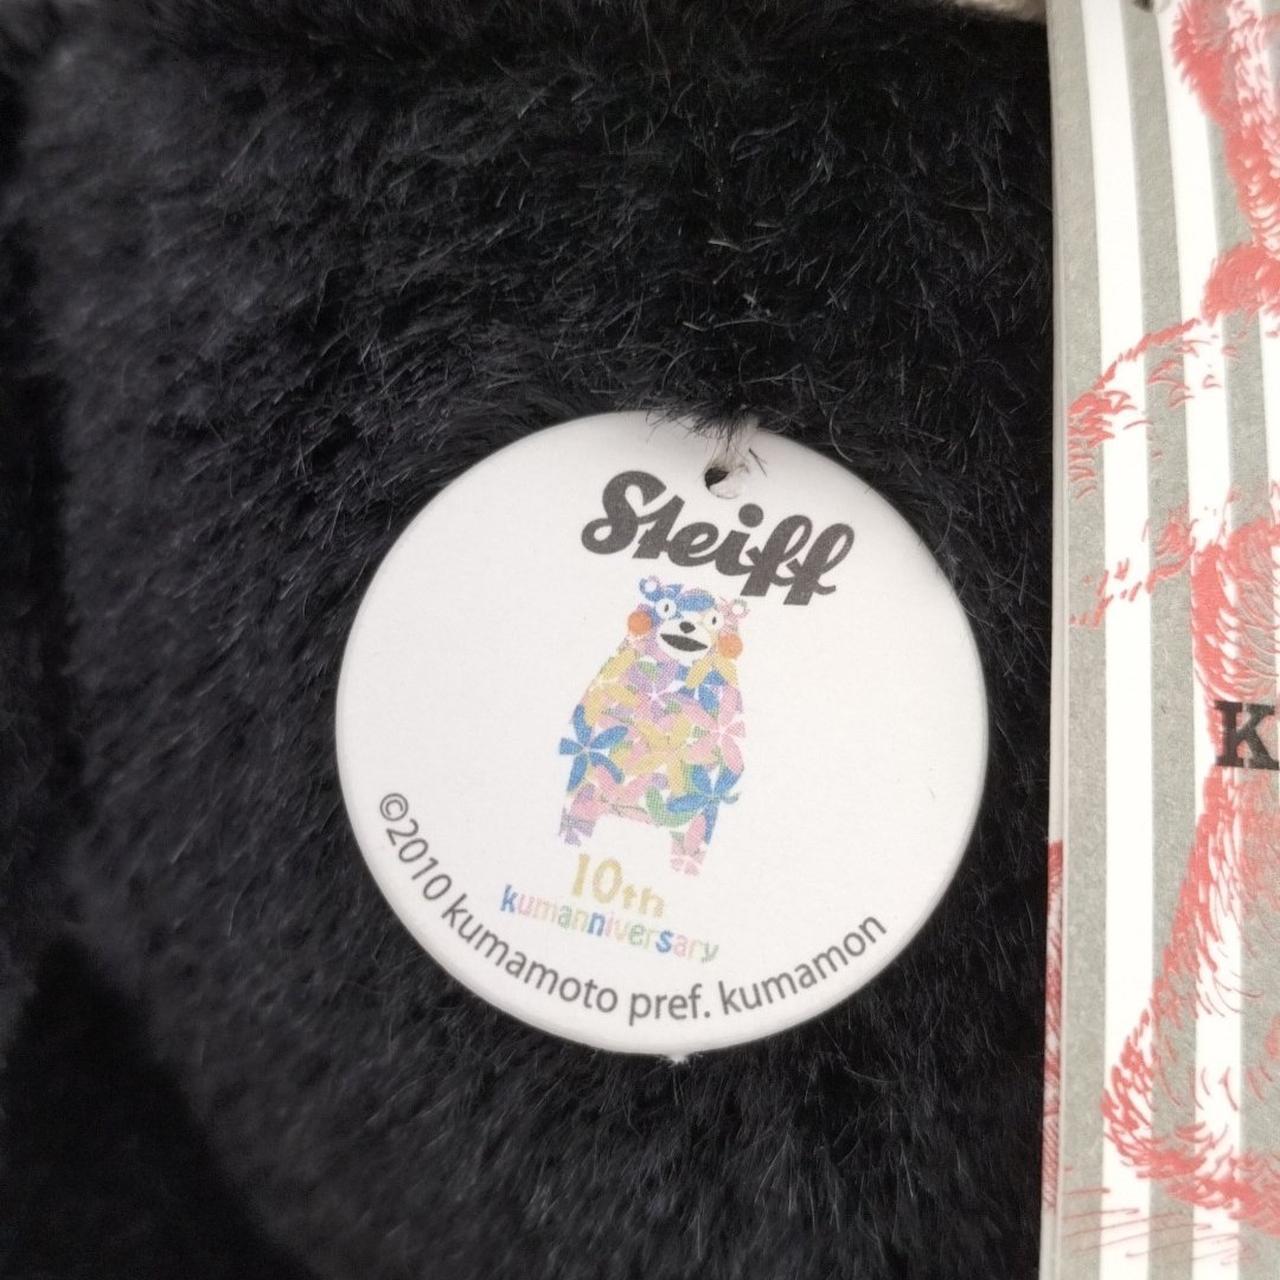 Steiff
10th
kumanniversary
©2010 kumamoto pref. kumamon
K